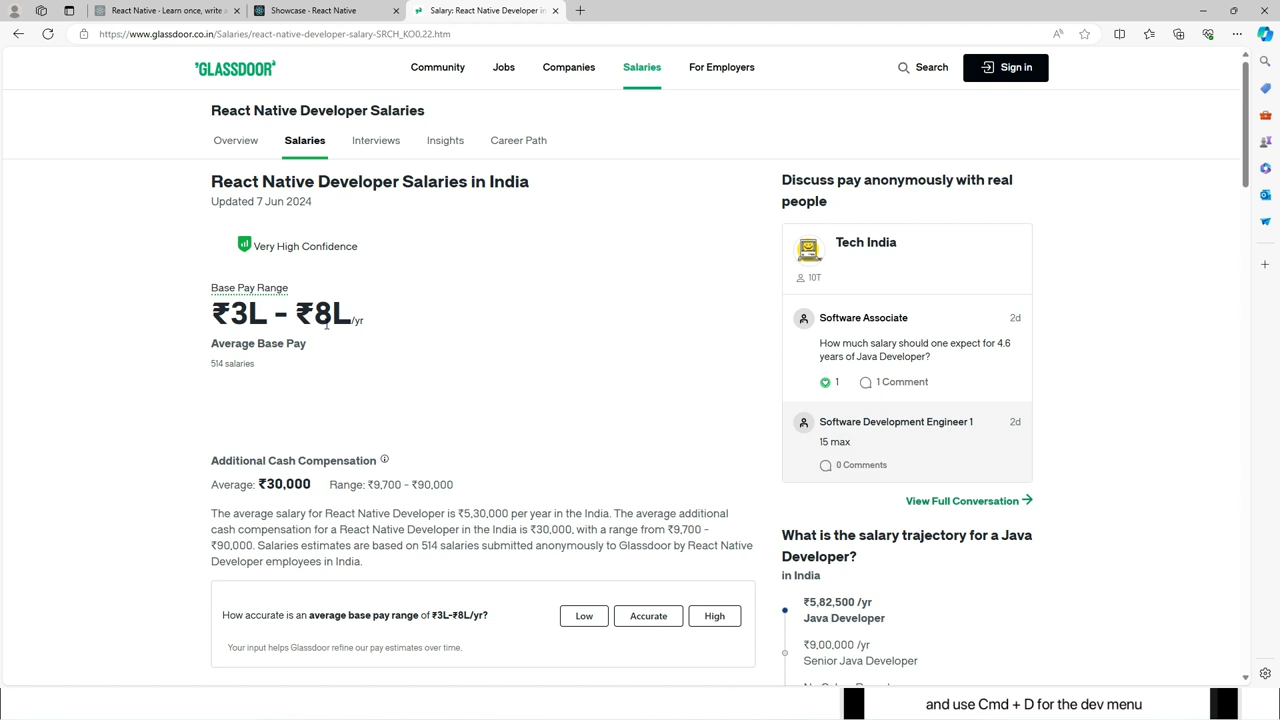 React Native · Learn once, write a
Showcase · React Native
Salary: React Native Developer in
https://www.glassdoor.co.in/Salaries/react-native-developer-salary-SRCH_KO0,22.htm
GLASSDOOR
Community
Jobs
Companies
Salaries
For Employers
Search
Sign in
React Native Developer Salaries
Overview
Salaries
Interviews
Insights
Career Path
React Native Developer Salaries in India
Updated 7 Jun 2024
Very High Confidence
Base Pay Range
₹3L - ₹8L/yr
Average Base Pay
514 salaries
Additional Cash Compensation
Average: ₹30,000 Range: ₹9,700 - ₹90,000
The average salary for React Native Developer is ₹5,30,000 per year in the India. The average additional
cash compensation for a React Native Developer in the India is ₹30,000, with a range from ₹9,700 -
₹90,000. Salaries estimates are based on 514 salaries submitted anonymously to Glassdoor by React Native
Developer employees in India.
How accurate is an average base pay range of ₹3L-₹8L/yr?
Low
Accurate
High
Your input helps Glassdoor refine our pay estimates over time.
Discuss pay anonymously with real
people
Tech India
10T
Software Associate
2d
How much salary should one expect for 4.6
years of Java Developer?
1
1 Comment
Software Development Engineer 1
2d
15 max
0 Comments
View Full Conversation
What is the salary trajectory for a Java
Developer?
in India
₹5,82,500 /yr
Java Developer
₹9,00,000 /yr
Senior Java Developer
and use Cmd + D for the dev menu